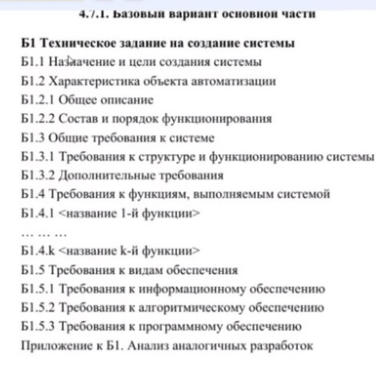 4.7.1. Базовый вариант основной части
Б1 Техническое задание на создание системы
Б1.1 Назначение и цели создания системы
Б1.2 Характеристика объекта автоматизации
Б1.2.1 Общее описание
Б1.2.2 Состав и порядок функционирования
Б1.3 Общие требования к системе
Б1.3.1 Требования к структуре и функционированию системы
Б1.3.2 Дополнительные требования
Б1.4 Требования к функциям, выполняемым системой
Б1.4.1 <название 1-й функции>
... ... ...
Б1.4.k <название k-й функции>
Б1.5 Требования к видам обеспечения
Б1.5.1 Требования к информационному обеспечению
Б1.5.2 Требования к алгоритмическому обеспечению
Б1.5.3 Требования к программному обеспечению
Приложение к Б1. Анализ аналогичных разработок